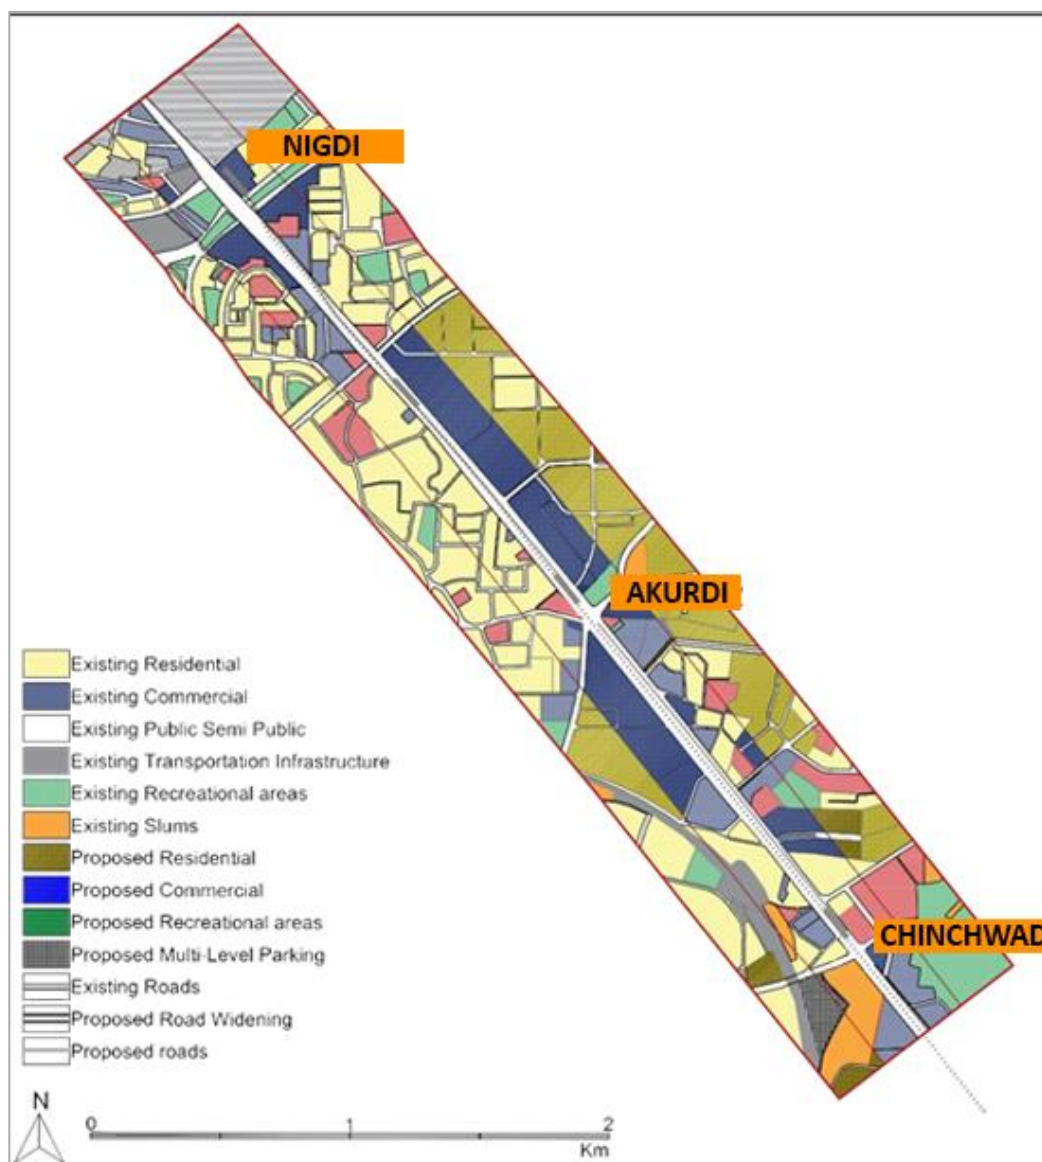 NIGDI
AKURDI
CHINCHWAD
Existing Residential
Existing Commercial
Existing Public Semi Public
Existing Transportation Infrastructure
Existing Recreational areas
Existing Slums
Proposed Residential
Proposed Commercial
Proposed Recreational areas
Proposed Multi-Level Parking
Existing Roads
Proposed Road Widening
Proposed roads
N
0 1 2
Km